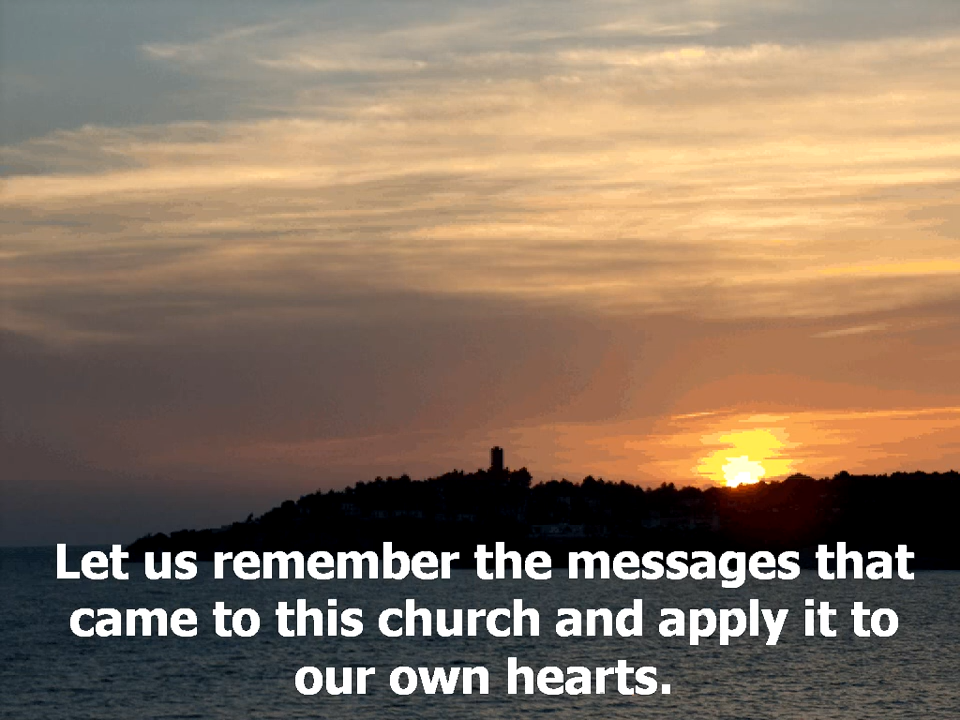 Let us remember the messages that
came to this church and apply it to
our own hearts.